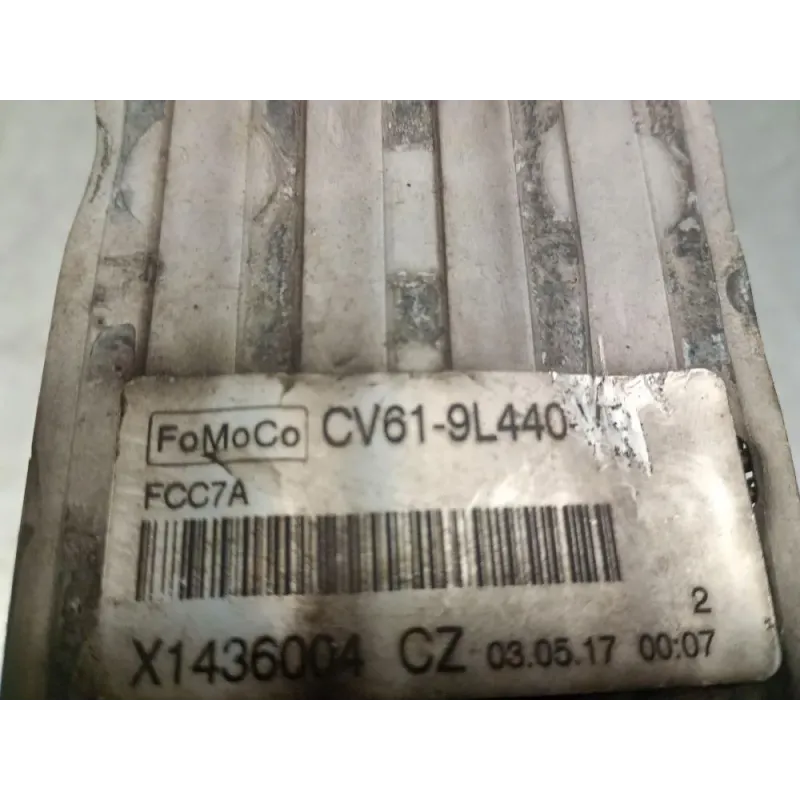 FoMoCo CV61-9L440-
FCC7A
2
X1436004 CZ 03.05.17 00:07